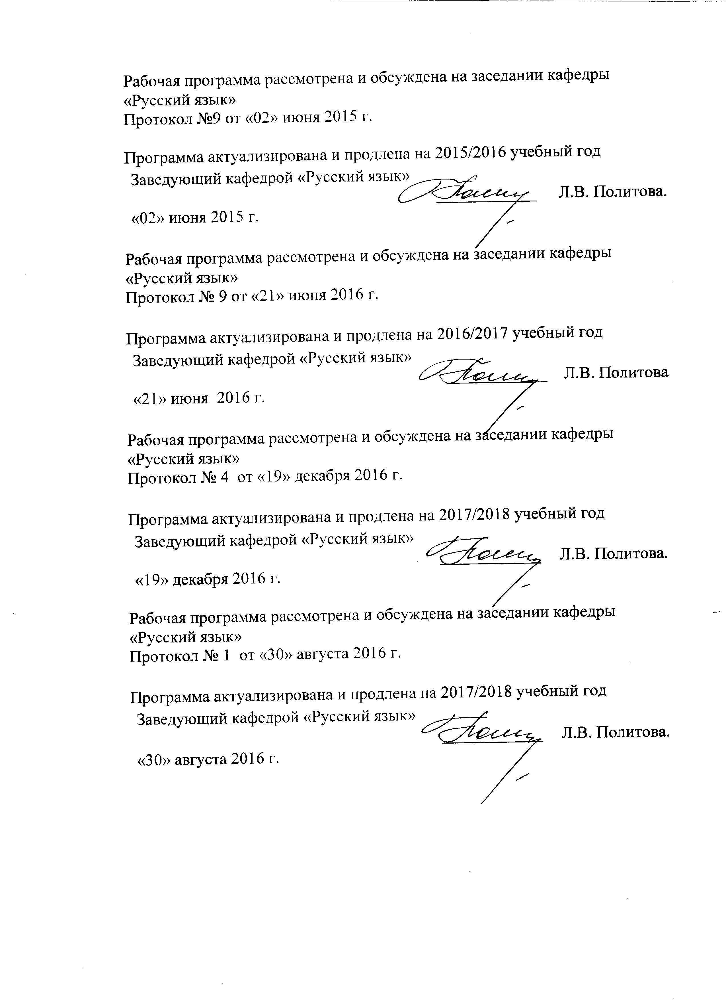 Рабочая программа рассмотрена и обсуждена на заседании кафедры
«Русский язык»
Протокол №9 от «02» июня 2015 г.
Программа актуализирована и продлена на 2015/2016 учебный год
Заведующий кафедрой «Русский язык»
Л.В. Политова.
«02» июня 2015 г.
Рабочая программа рассмотрена и обсуждена на заседании кафедры
«Русский язык»
Протокол № 9 от «21» июня 2016 г.
Программа актуализирована и продлена на 2016/2017 учебный год
Заведующий кафедрой «Русский язык»
Л.В. Политова
«21» июня 2016 г.
Рабочая программа рассмотрена и обсуждена на заседании кафедры
«Русский язык»
Протокол № 4 от «19» декабря 2016 г.
Программа актуализирована и продлена на 2017/2018 учебный год
Заведующий кафедрой «Русский язык»
Л.В. Политова.
«19» декабря 2016 г.
Рабочая программа рассмотрена и обсуждена на заседании кафедры
«Русский язык»
Протокол № 1 от «30» августа 2016 г.
Программа актуализирована и продлена на 2017/2018 учебный год
Заведующий кафедрой «Русский язык»
Л.В. Политова.
«30» августа 2016 г.